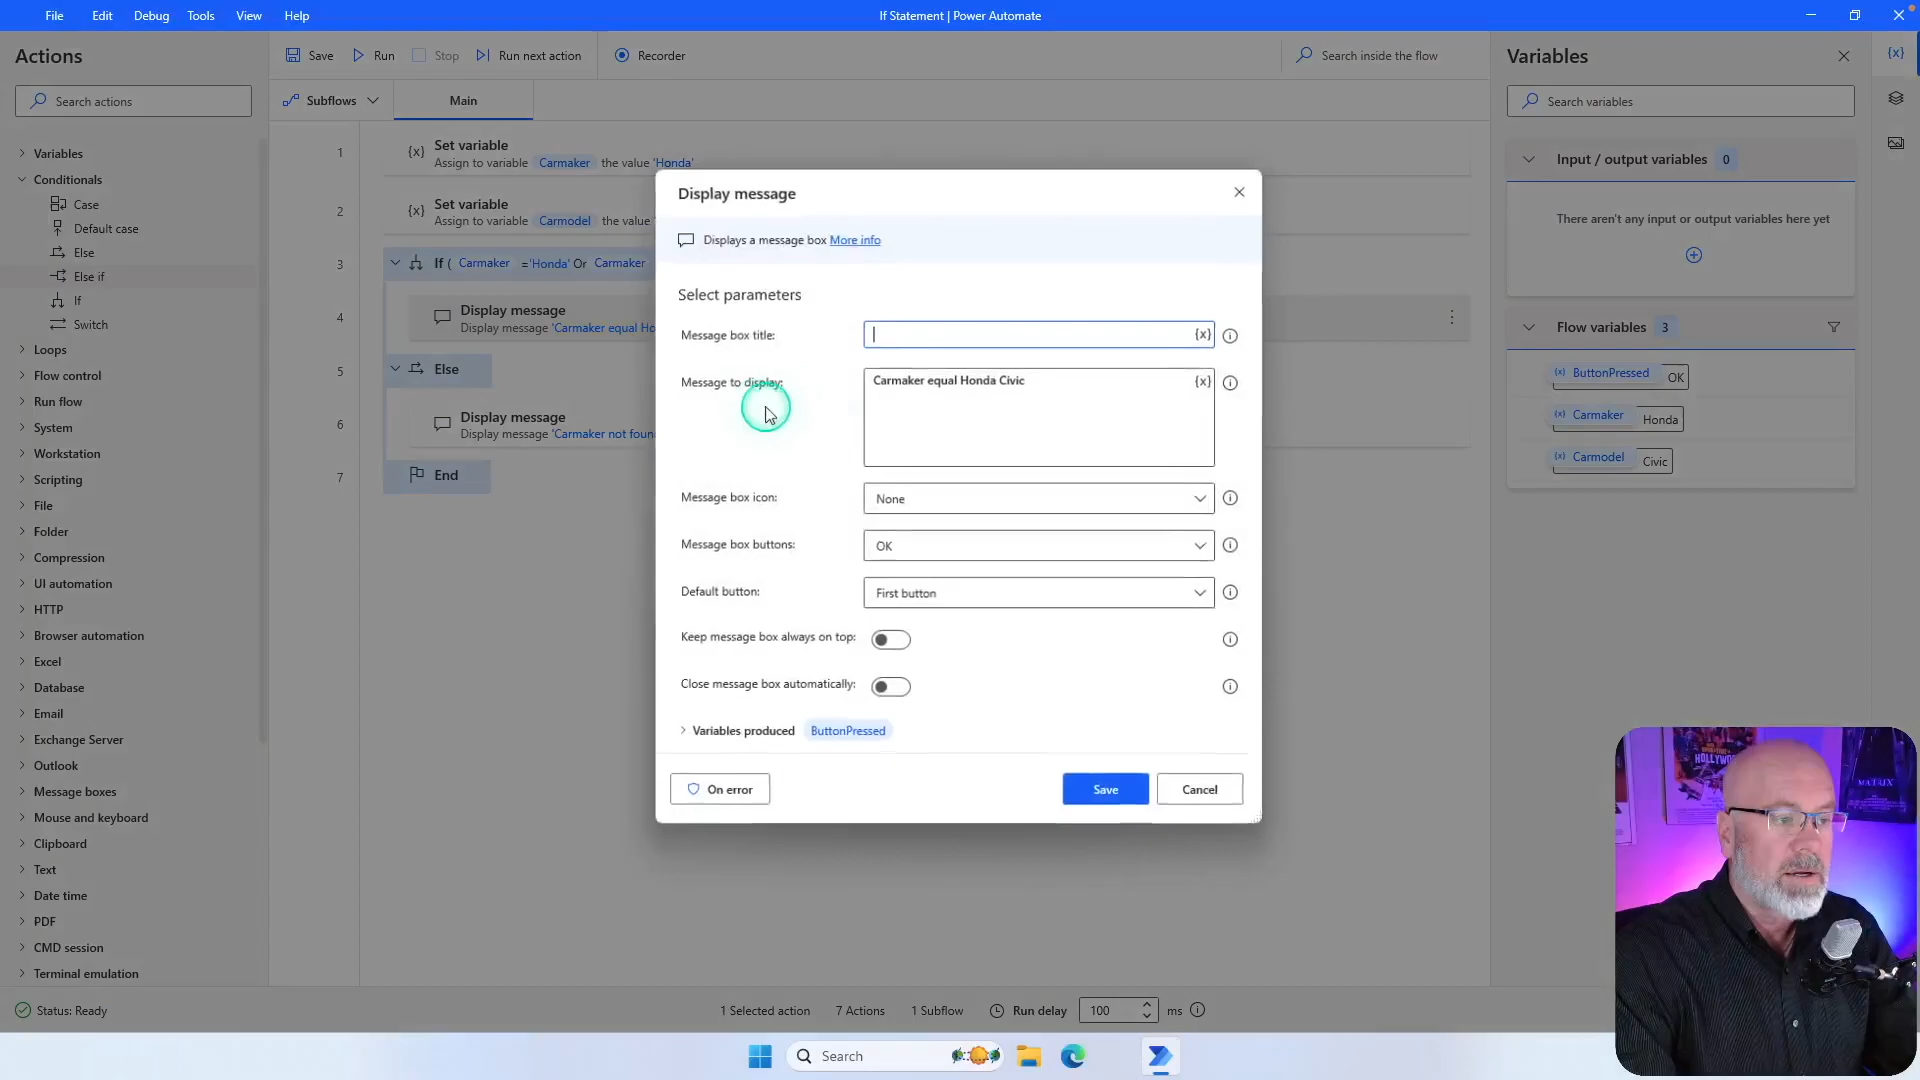 File Edit Debug Tools View Help
If Statement | Power Automate
Actions
Search actions
Variables
Conditionals
Case
Default case
Else
Else if
If
Switch
Loops
Flow control
Run flow
System
Workstation
Scripting
File
Folder
Compression
UI automation
HTTP
Browser automation
Excel
Database
Email
Exchange Server
Outlook
Message boxes
Mouse and keyboard
Clipboard
Text
Date time
PDF
CMD session
Terminal emulation
Save Run Stop Run next action Recorder
Search inside the flow
Subflows Main
1 {x} Set variable
Assign to variable Carmaker the value 'Honda'
2 {x} Set variable
Assign to variable Carmodel the value '
3 If ( Carmaker ='Honda' Or Carmaker
4 Display message
Display message 'Carmaker equal Ho
5 Else
6 Display message
Display message 'Carmaker not foun
7 End
Display message
Displays a message box More info
Select parameters
Message box title: {x}
Message to display: Carmaker equal Honda Civic {x}
Message box icon: None
Message box buttons: OK
Default button: First button
Keep message box always on top:
Close message box automatically:
Variables produced ButtonPressed
On error Save Cancel
Variables
{x}
Search variables
Input / output variables 0
There aren't any input or output variables here yet
Flow variables 3
(x) ButtonPressed OK
(x) Carmaker Honda
(x) Carmodel Civic
HOLLYWO
MATRIX
Status: Ready
1 Selected action 7 Actions 1 Subflow Run delay 100 ms
Search